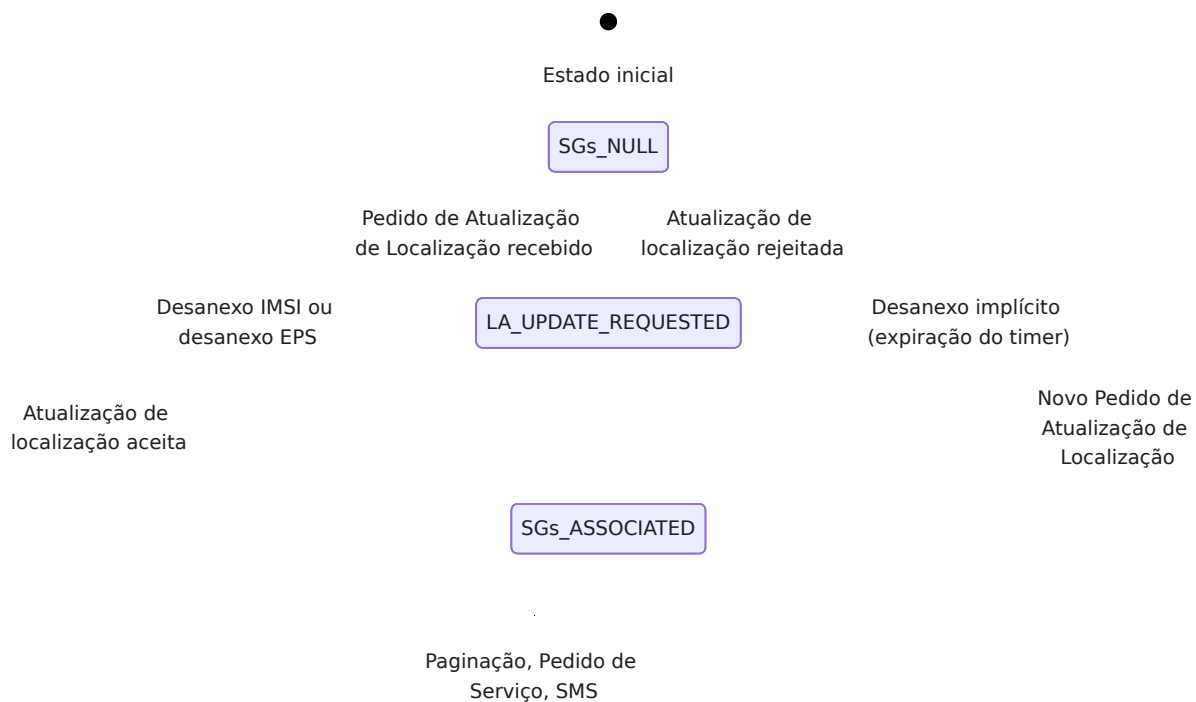 Estado inicial
SGs_NULL
Pedido de Atualização
de Localização recebido
Atualização de
localização rejeitada
Desanexo IMSI ou
desanexo EPS
LA_UPDATE_REQUESTED
Desanexo implícito
(expiração do timer)
Atualização de
localização aceita
Novo Pedido de
Atualização de
Localização
SGs_ASSOCIATED
Paginação, Pedido de
Serviço, SMS